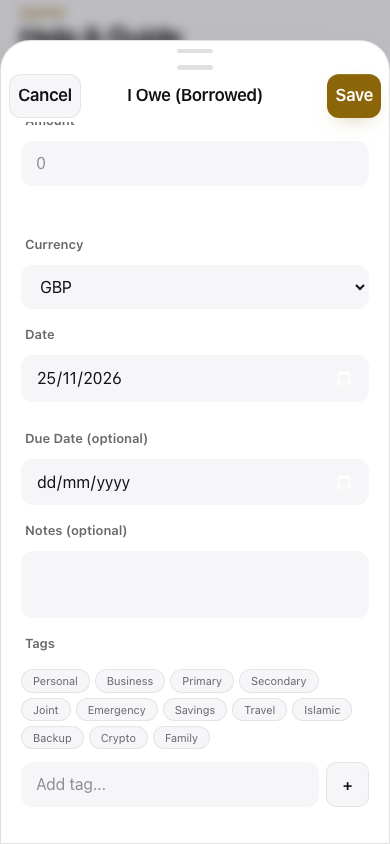 Cancel
I Owe (Borrowed)
Save
Amount
0
Currency
GBP
Date
25/11/2026
Due Date (optional)
dd/mm/yyyy
Notes (optional)
Tags
Personal Business Primary Secondary
Joint Emergency Savings Travel Islamic
Backup Crypto Family
Add tag...
+